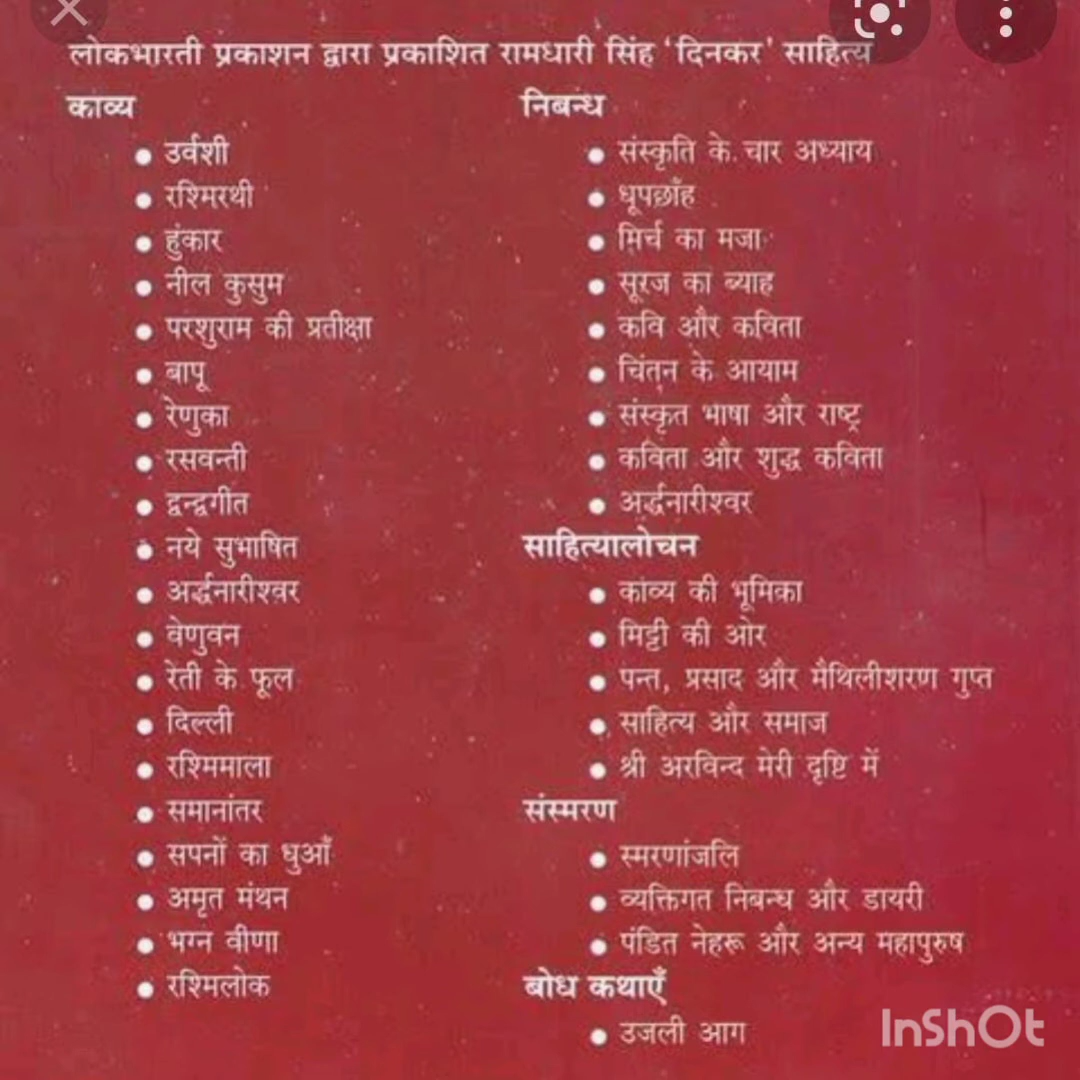 लोकभारती प्रकाशन द्वारा प्रकाशित रामधारी सिंह 'दिनकर' साहित्य
काव्य
• उर्वशी
• रश्मिरथी
• हुंकार
• नील कुसुम
• परशुराम की प्रतीक्षा
• बापू
• रेणुका
• रसवन्ती
• द्वन्द्वगीत
• नये सुभाषित
• अर्द्धनारीश्वर
• वेणुवन
• रेती के फूल
• दिल्ली
• रश्मिमाला
• समानांतर
• सपनों का धुआँ
• अमृत मंथन
• भग्न वीणा
• रश्मिलोक
निबन्ध
• संस्कृति के चार अध्याय
• धूपछाँह
• मिर्च का मजा
• सूरज का ब्याह
• कवि और कविता
• चिंतन के आयाम
• संस्कृत भाषा और राष्ट्र
• कविता और शुद्ध कविता
• अर्द्धनारीश्वर
साहित्यालोचन
• काव्य की भूमिका
• मिट्टी की ओर
• पन्त, प्रसाद और मैथिलीशरण गुप्त
• साहित्य और समाज
• श्री अरविन्द मेरी दृष्टि में
संस्मरण
• स्मरणांजलि
• व्यक्तिगत निबन्ध और डायरी
• पंडित नेहरू और अन्य महापुरुष
बोध कथाएँ
• उजली आग
InShOt